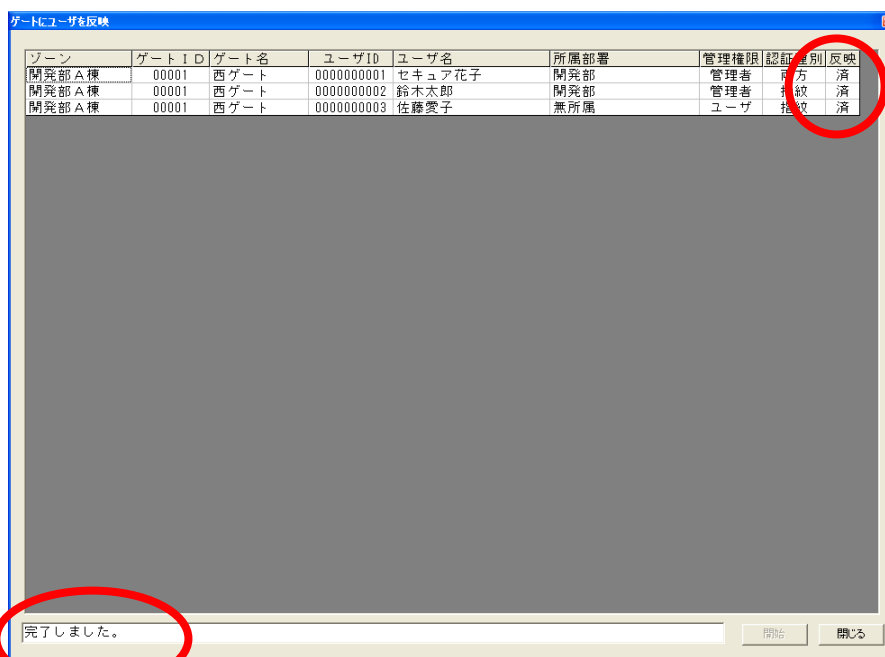 ゲートにユーザを反映
ゾーン ゲートＩＤ ゲート名 ユーザID ユーザ名 所属部署 管理権限 認証種別 反映
開発部Ａ棟 00001 西ゲート 0000000001 セキュア花子 開発部 管理者 両方 済
開発部Ａ棟 00001 西ゲート 0000000002 鈴木太郎 開発部 管理者 指紋 済
開発部Ａ棟 00001 西ゲート 0000000003 佐藤愛子 無所属 ユーザ 指紋 済
完了しました。
開始 閉じる